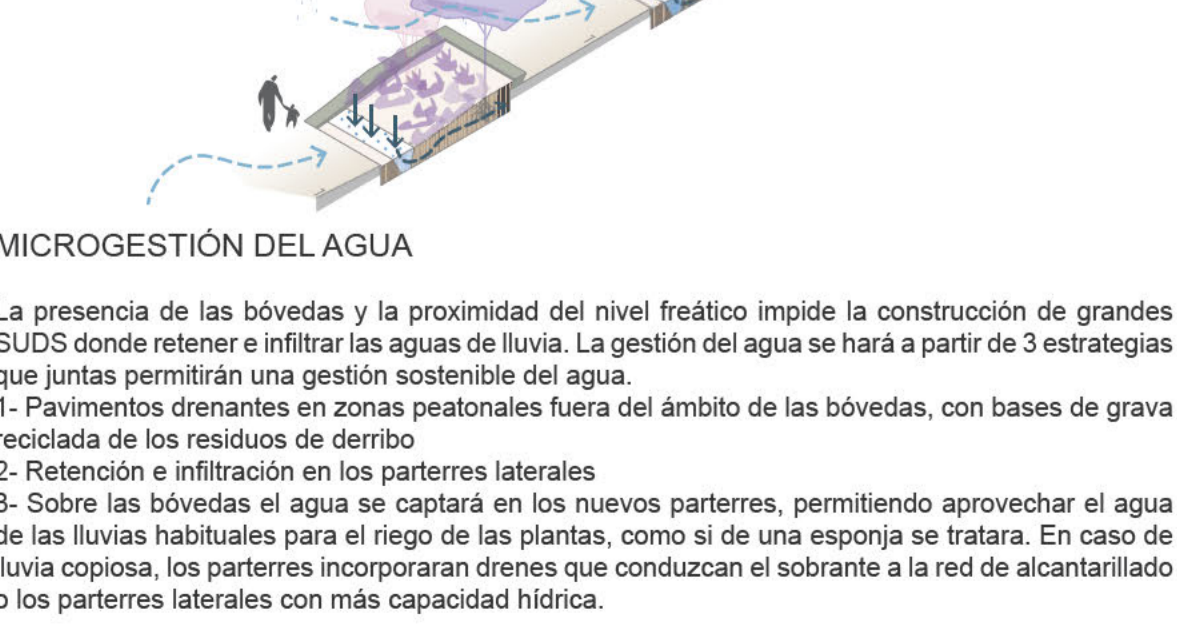 MICROGESTIÓN DEL AGUA
La presencia de las bóvedas y la proximidad del nivel freático impide la construcción de grandes
SUDS donde retener e infiltrar las aguas de lluvia. La gestión del agua se hará a partir de 3 estrategias
que juntas permitirán una gestión sostenible del agua.
1- Pavimentos drenantes en zonas peatonales fuera del ámbito de las bóvedas, con bases de grava
reciclada de los residuos de derribo
2- Retención e infiltración en los parterres laterales
3- Sobre las bóvedas el agua se captará en los nuevos parterres, permitiendo aprovechar el agua
de las lluvias habituales para el riego de las plantas, como si de una esponja se tratara. En caso de
lluvia copiosa, los parterres incorporaran drenes que conduzcan el sobrante a la red de alcantarillado
o los parterres laterales con más capacidad hídrica.